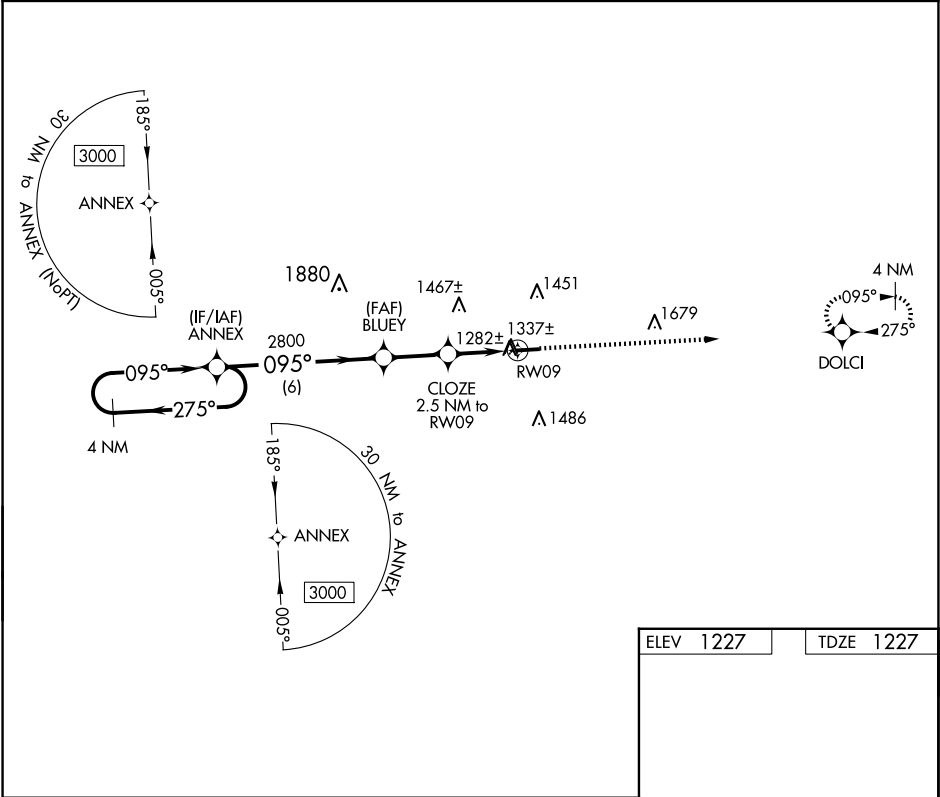 185°
30 NM to ANNEX (NoPT)
3000
ANNEX
005°
1880
1467±
1451
4 NM
(IF/IAF)
ANNEX
(FAF)
BLUEY
095°
275°
1679
2800
1282±
1337±
095°
095°
(6)
RW09
DOLCI
CLOZE
2.5 NM to
RW09
275°
1486
4 NM
185°
30 NM to ANNEX
ANNEX
3000
005°
ELEV 1227
TDZE 1227